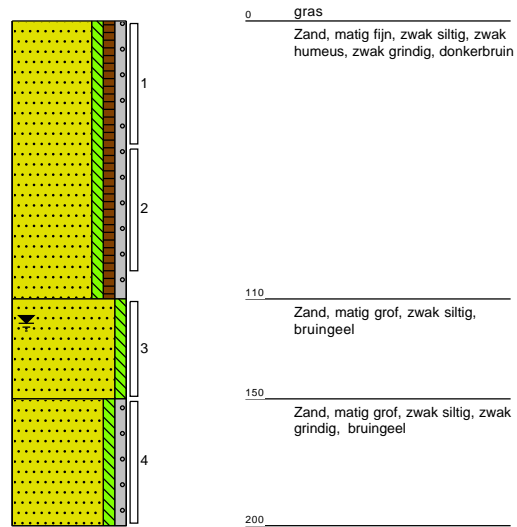 0 gras
Zand, matig fijn, zwak siltig, zwak
humeus, zwak grindig, donkerbruin
1
2
110
Zand, matig grof, zwak siltig,
bruingeel
3
150
Zand, matig grof, zwak siltig, zwak
grindig, bruingeel
4
200